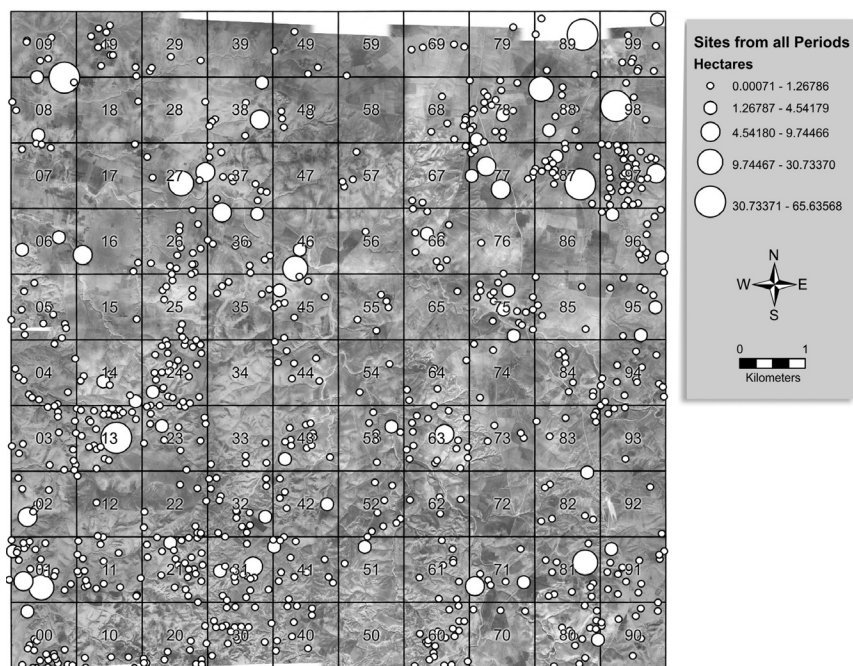 09 19 29 39 49 59 69 79 89 99
08 18 28 38 48 58 68 78 88 98
07 17 27 37 47 57 67 77 87 97
06 16 26 36 46 56 66 76 86 96
05 15 25 35 45 55 65 75 85 95
04 14 24 34 44 54 64 74 84 94
03 13 23 33 43 53 63 73 83 93
02 12 22 32 42 52 62 72 82 92
01 11 21 31 41 51 61 71 81 91
00 10 20 30 40 50 60 70 80 90
Sites from all Periods
Hectares
0.00071 - 1.26786
1.26787 - 4.54179
4.54180 - 9.74466
9.74467 - 30.73370
30.73371 - 65.63568
N
W E
S
0 1
Kilometers